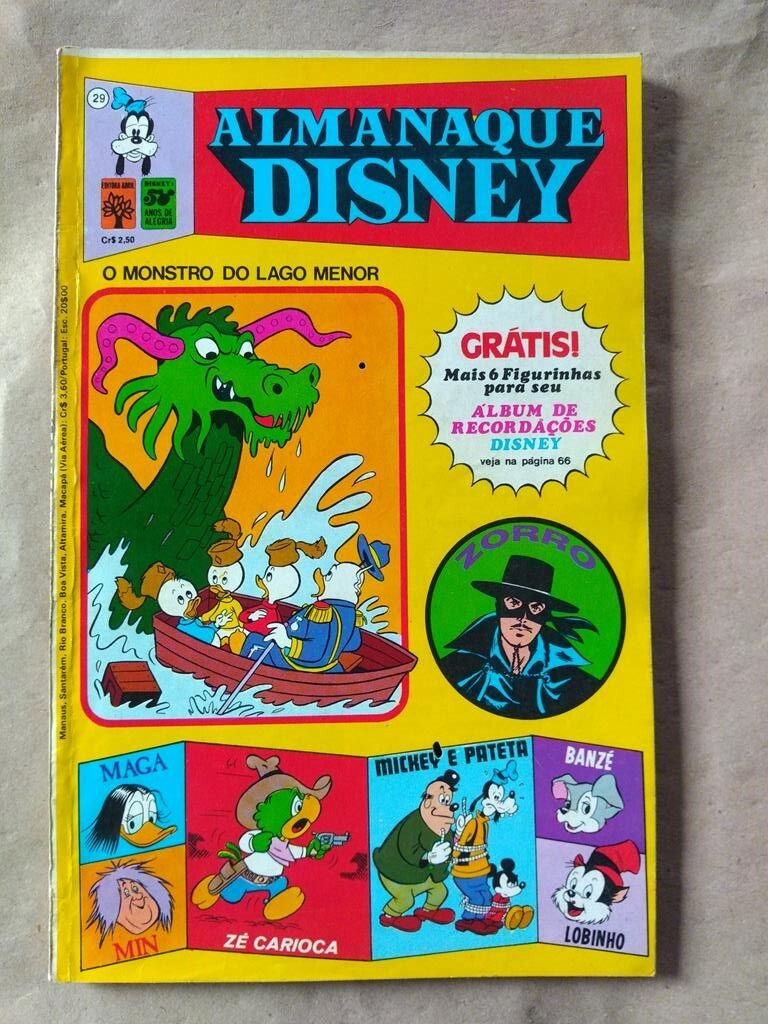 29
ALMANAQUE
DISNEY
EDITORA ABRIL
DISNEY:
50
ANOS DE
ALEGRIA
Cr$ 2,50
O MONSTRO DO LAGO MENOR
GRÁTIS!
Mais 6 Figurinhas
para seu
ÁLBUM DE
RECORDAÇÕES
DISNEY
veja na página 66
Manaus, Santarém, Rio Branco, Boa Vista, Altamira, Macapá (Via Aérea): Cr$ 3,60/Portugal: Esc. 20$00
ZORRO
MAGA
MIN
ZÉ CARIOCA
MICKEY E PATETA
BANZÉ
LOBINHO